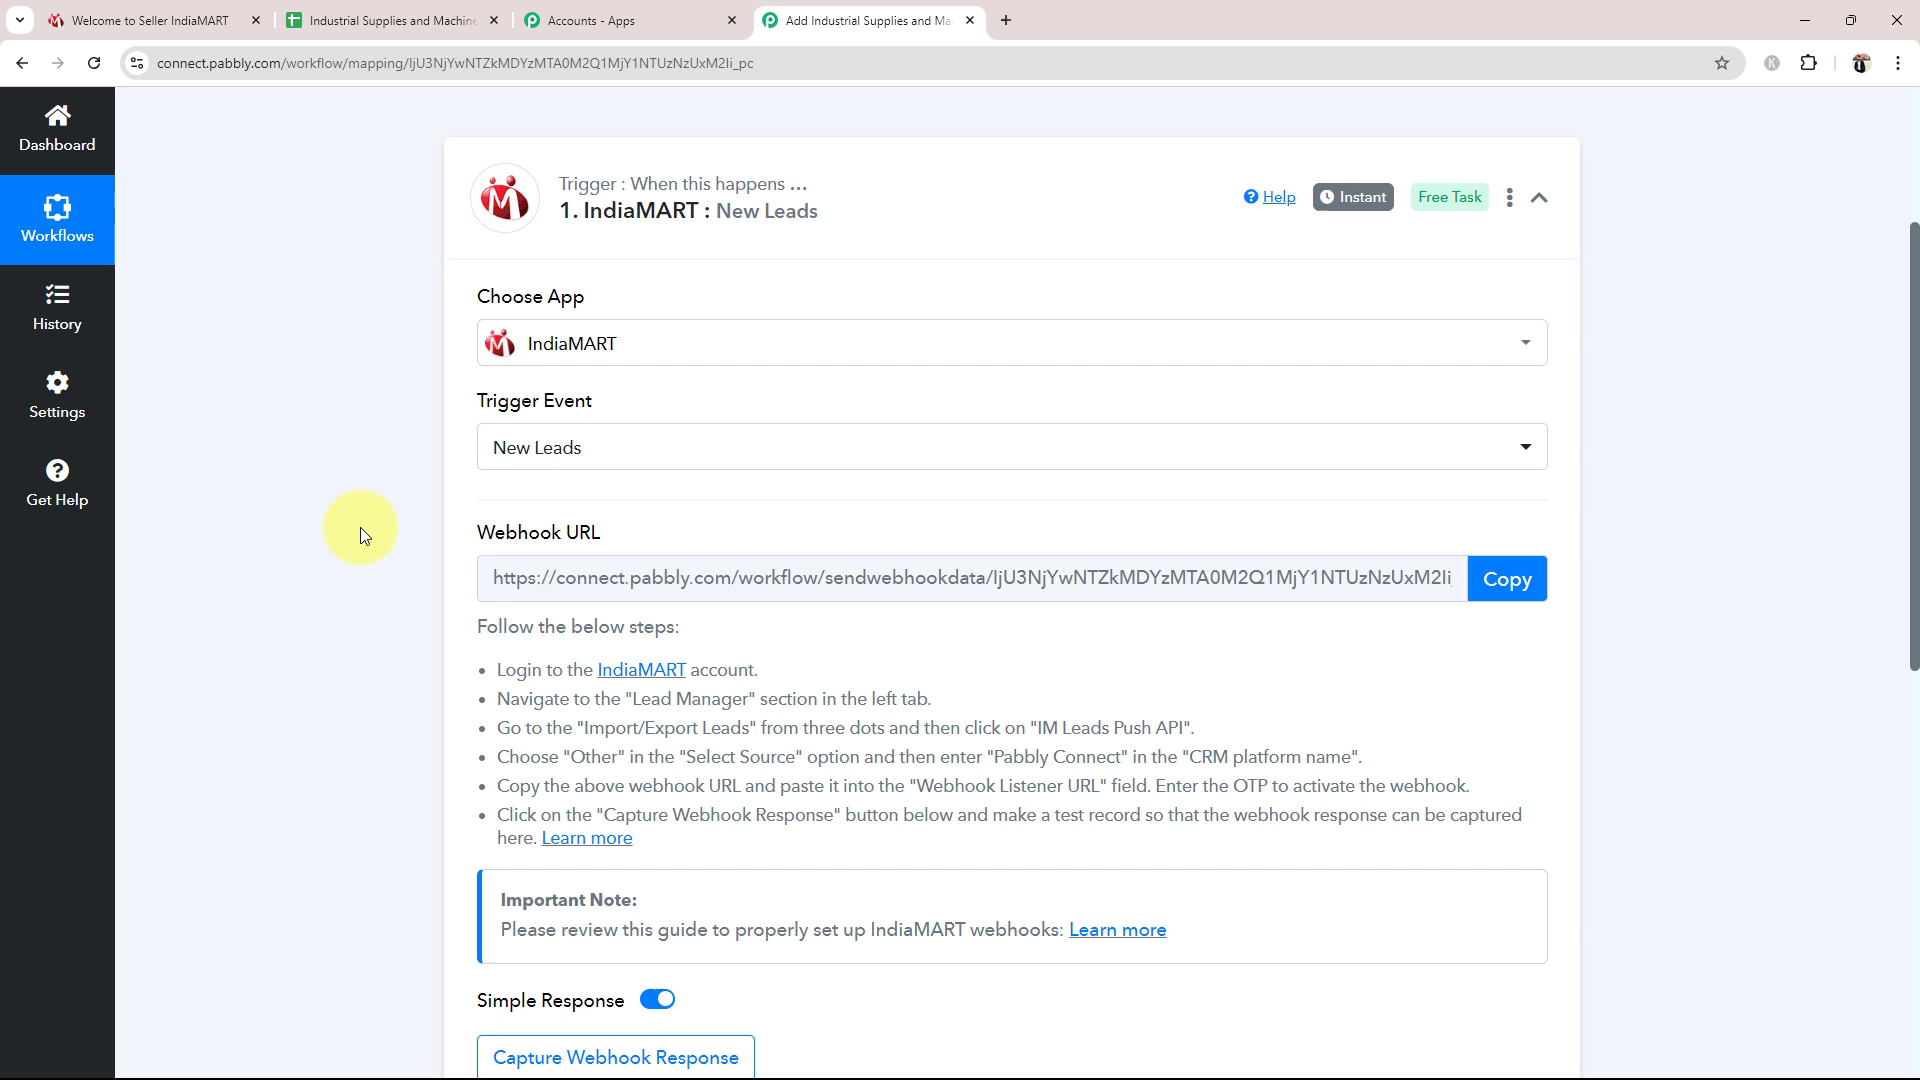 Welcome to Seller IndiaMART
Industrial Supplies and Machine
Accounts - Apps
Add Industrial Supplies and Ma
connect.pabbly.com/workflow/mapping/IjU3NjYwNTZkMDYzMTA0M2Q1MjY1NTUzNzUxM2Ii_pc
K
Dashboard
Workflows
History
Settings
Get Help
Trigger : When this happens ...
1. IndiaMART : New Leads
Help
Instant
Free Task
Choose App
IndiaMART
Trigger Event
New Leads
Webhook URL
https://connect.pabbly.com/workflow/sendwebhookdata/IjU3NjYwNTZkMDYzMTA0M2Q1MjY1NTUzNzUxM2Ii
Copy
Follow the below steps:
• Login to the IndiaMART account.
• Navigate to the "Lead Manager" section in the left tab.
• Go to the "Import/Export Leads" from three dots and then click on "IM Leads Push API".
• Choose "Other" in the "Select Source" option and then enter "Pabbly Connect" in the "CRM platform name".
• Copy the above webhook URL and paste it into the "Webhook Listener URL" field. Enter the OTP to activate the webhook.
• Click on the "Capture Webhook Response" button below and make a test record so that the webhook response can be captured
here. Learn more
Important Note:
Please review this guide to properly set up IndiaMART webhooks: Learn more
Simple Response
Capture Webhook Response